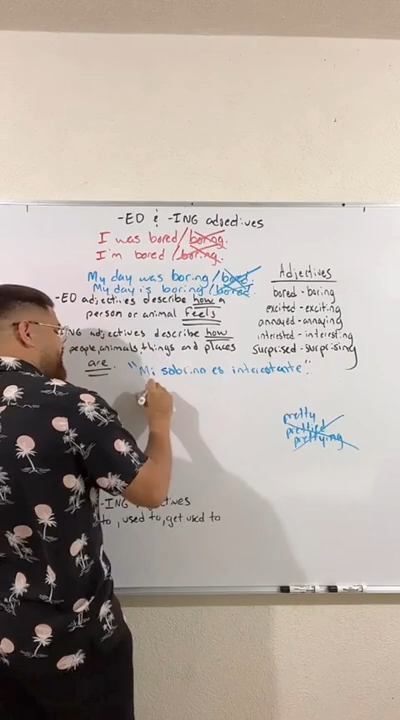 -ED & -ING adjectives
I was bored/boring.
I'm bored/boring.
My day was boring/bored.
My day is boring/bored.
-ED adjectives describe how a
person or animal feels
-ING adjectives describe how
people, animals, things and places
are.
"Mi sobrino es interesante".
Adjectives
bored - boring
excited - exciting
annoyed - annoying
interested - interesting
surprised - surprising
pretty
prettied
prettying
-ING adjectives
to, used to, get used to